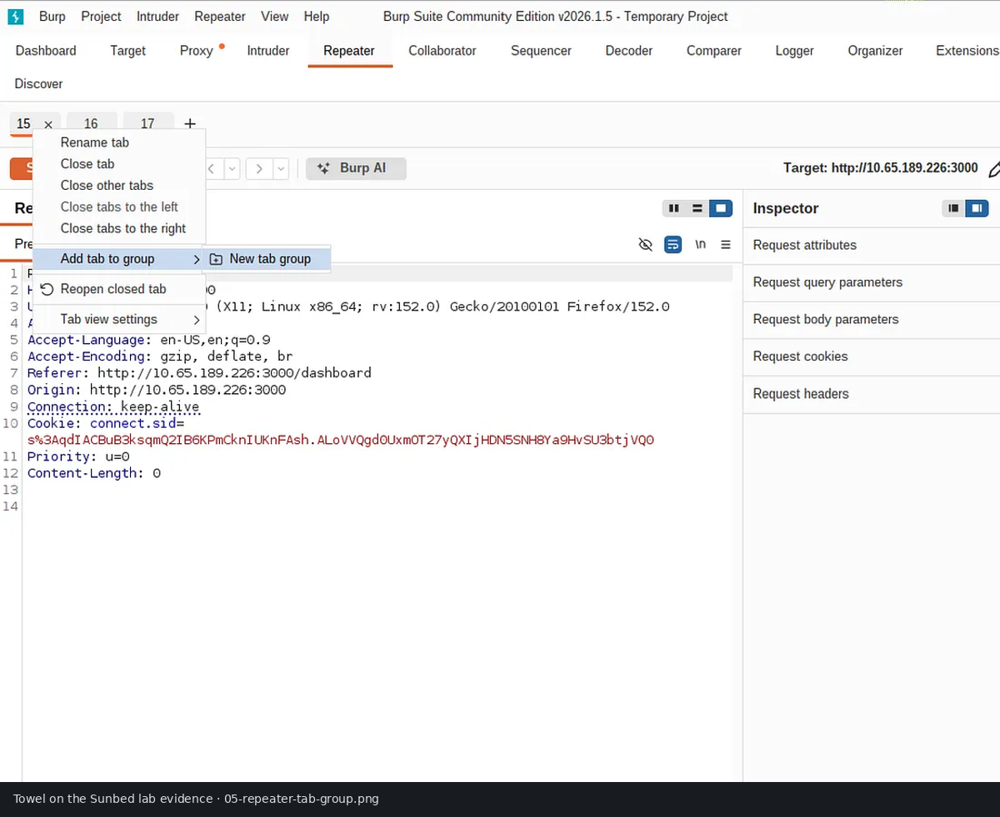 Burp Project Intruder Repeater View Help Burp Suite Community Edition v2026.1.5 - Temporary Project
Dashboard Target Proxy Intruder Repeater Collaborator Sequencer Decoder Comparer Logger Organizer Extensions
Discover
15 × 16 17 +
Rename tab
Close tab
Burp AI
Target: http://10.65.189.226:3000
Close other tabs
Close tabs to the left
Close tabs to the right
Inspector
Add tab to group
New tab group
\n
Reopen closed tab
Tab view settings
Request attributes
Request query parameters
Request body parameters
Request cookies
Request headers
1
2
3 (X11; Linux x86_64; rv:152.0) Gecko/20100101 Firefox/152.0
4
5 Accept-Language: en-US,en;q=0.9
6 Accept-Encoding: gzip, deflate, br
7 Referer: http://10.65.189.226:3000/dashboard
8 Origin: http://10.65.189.226:3000
9 Connection: keep-alive
10 Cookie: connect.sid=
s%3AqdIACBuB3ksqmQ2IB6KPmCknIUKnFAsh.ALoVVQgd0UxmOT27yQXIjHDN5SNH8Ya9HvSU3btjVQ0
11 Priority: u=0
12 Content-Length: 0
13
14
Towel on the Sunbed lab evidence · 05-repeater-tab-group.png